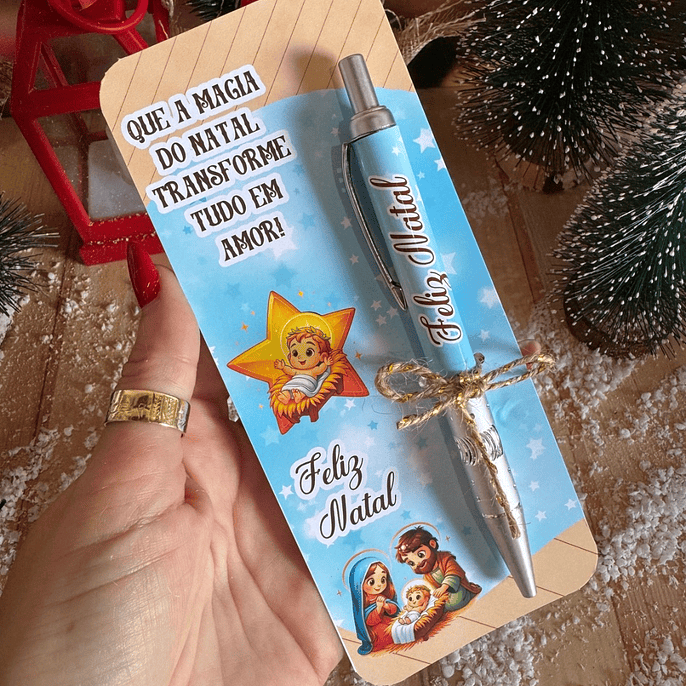 QUE A MAGIA
DO NATAL
TRANSFORME
TUDO EM
AMOR!
Feliz Natal
Feliz
Natal